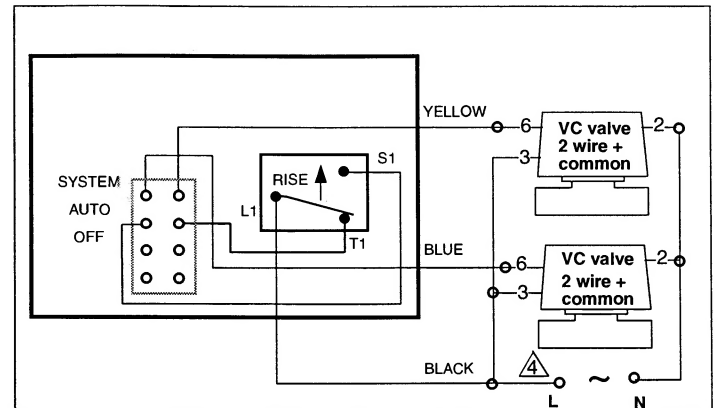 YELLOW
6
VC valve
2 wire +
common
2
3
S1
RISE
SYSTEM
AUTO
OFF
L1
T1
BLUE
6
VC valve
2 wire +
common
2
3
BLACK
4
L
~
N